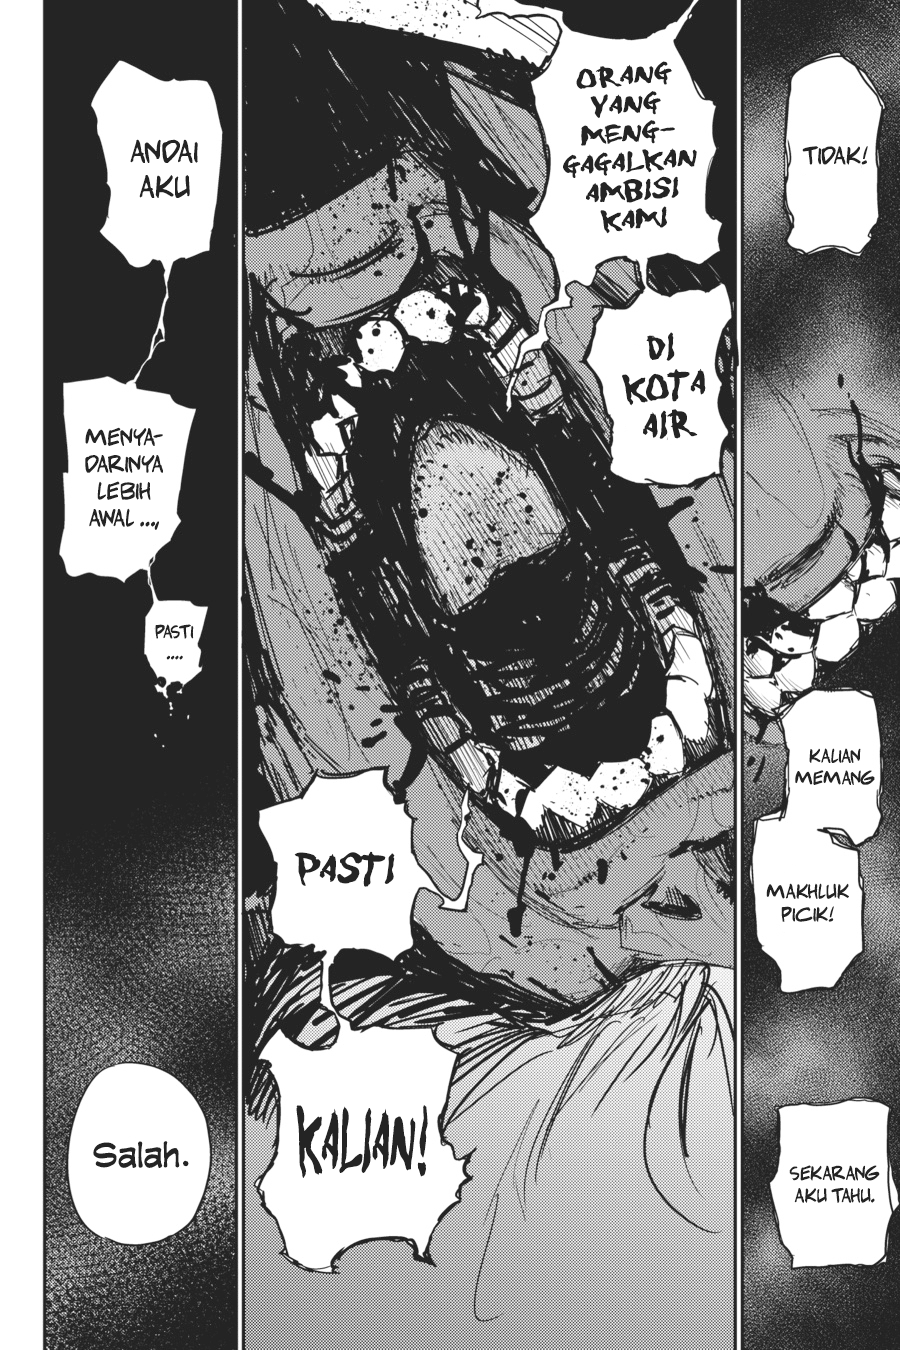 TIDAK!
KALIAN
MEMANG
MAKHLUK
PICIK!
SEKARANG
AKU TAHU.
ORANG
YANG
MENG-
GAGALKAN
AMBISI
KAMI
DI
KOTA
AIR
PASTI
KALIAN!
ANDAI
AKU
MENYA-
DARINYA
LEBIH
AWAL ...,
PASTI
....
Salah.